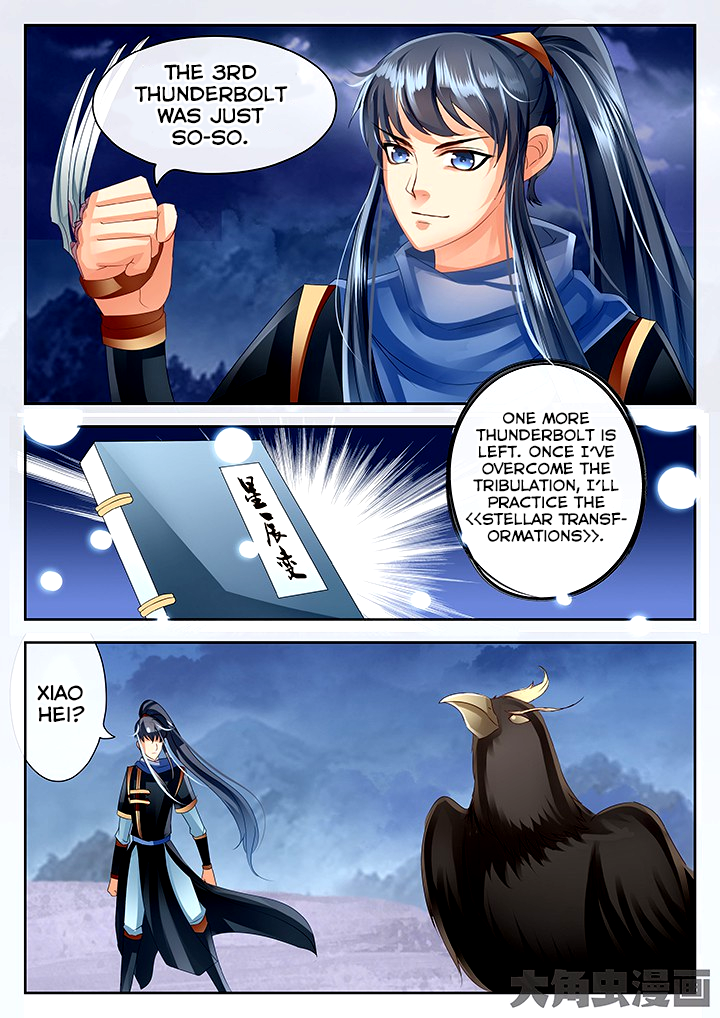 THE 3RD
THUNDERBOLT
WAS JUST
SO-SO.
ONE MORE
THUNDERBOLT IS
LEFT. ONCE I'VE
OVERCOME THE
TRIBULATION, I'LL
PRACTICE THE
<<STELLAR TRANSF-
ORMATIONS>>.
星辰变
XIAO
HEI?
大角虫漫画